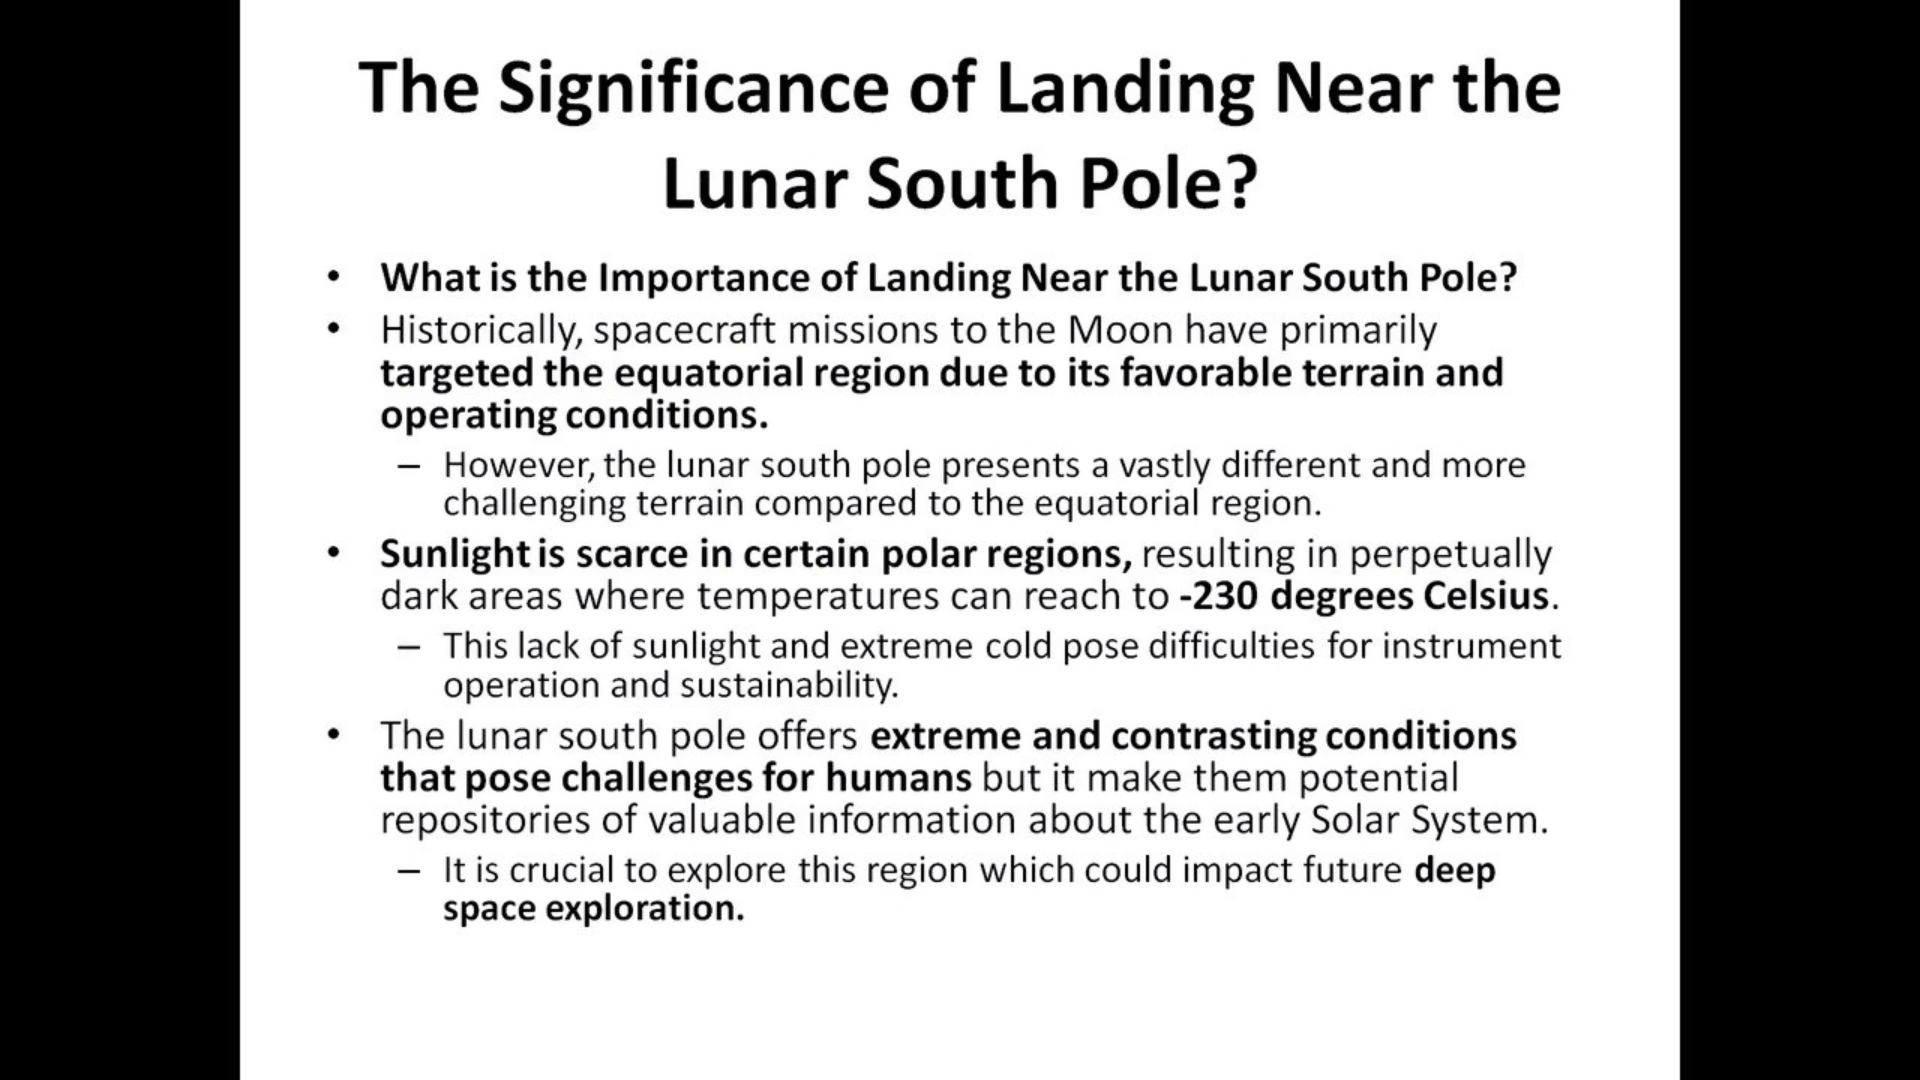 The Significance of Landing Near the
Lunar South Pole?
• What is the Importance of Landing Near the Lunar South Pole?
• Historically, spacecraft missions to the Moon have primarily
targeted the equatorial region due to its favorable terrain and
operating conditions.
– However, the lunar south pole presents a vastly different and more
challenging terrain compared to the equatorial region.
• Sunlight is scarce in certain polar regions, resulting in perpetually
dark areas where temperatures can reach to -230 degrees Celsius.
– This lack of sunlight and extreme cold pose difficulties for instrument
operation and sustainability.
• The lunar south pole offers extreme and contrasting conditions
that pose challenges for humans but it make them potential
repositories of valuable information about the early Solar System.
– It is crucial to explore this region which could impact future deep
space exploration.